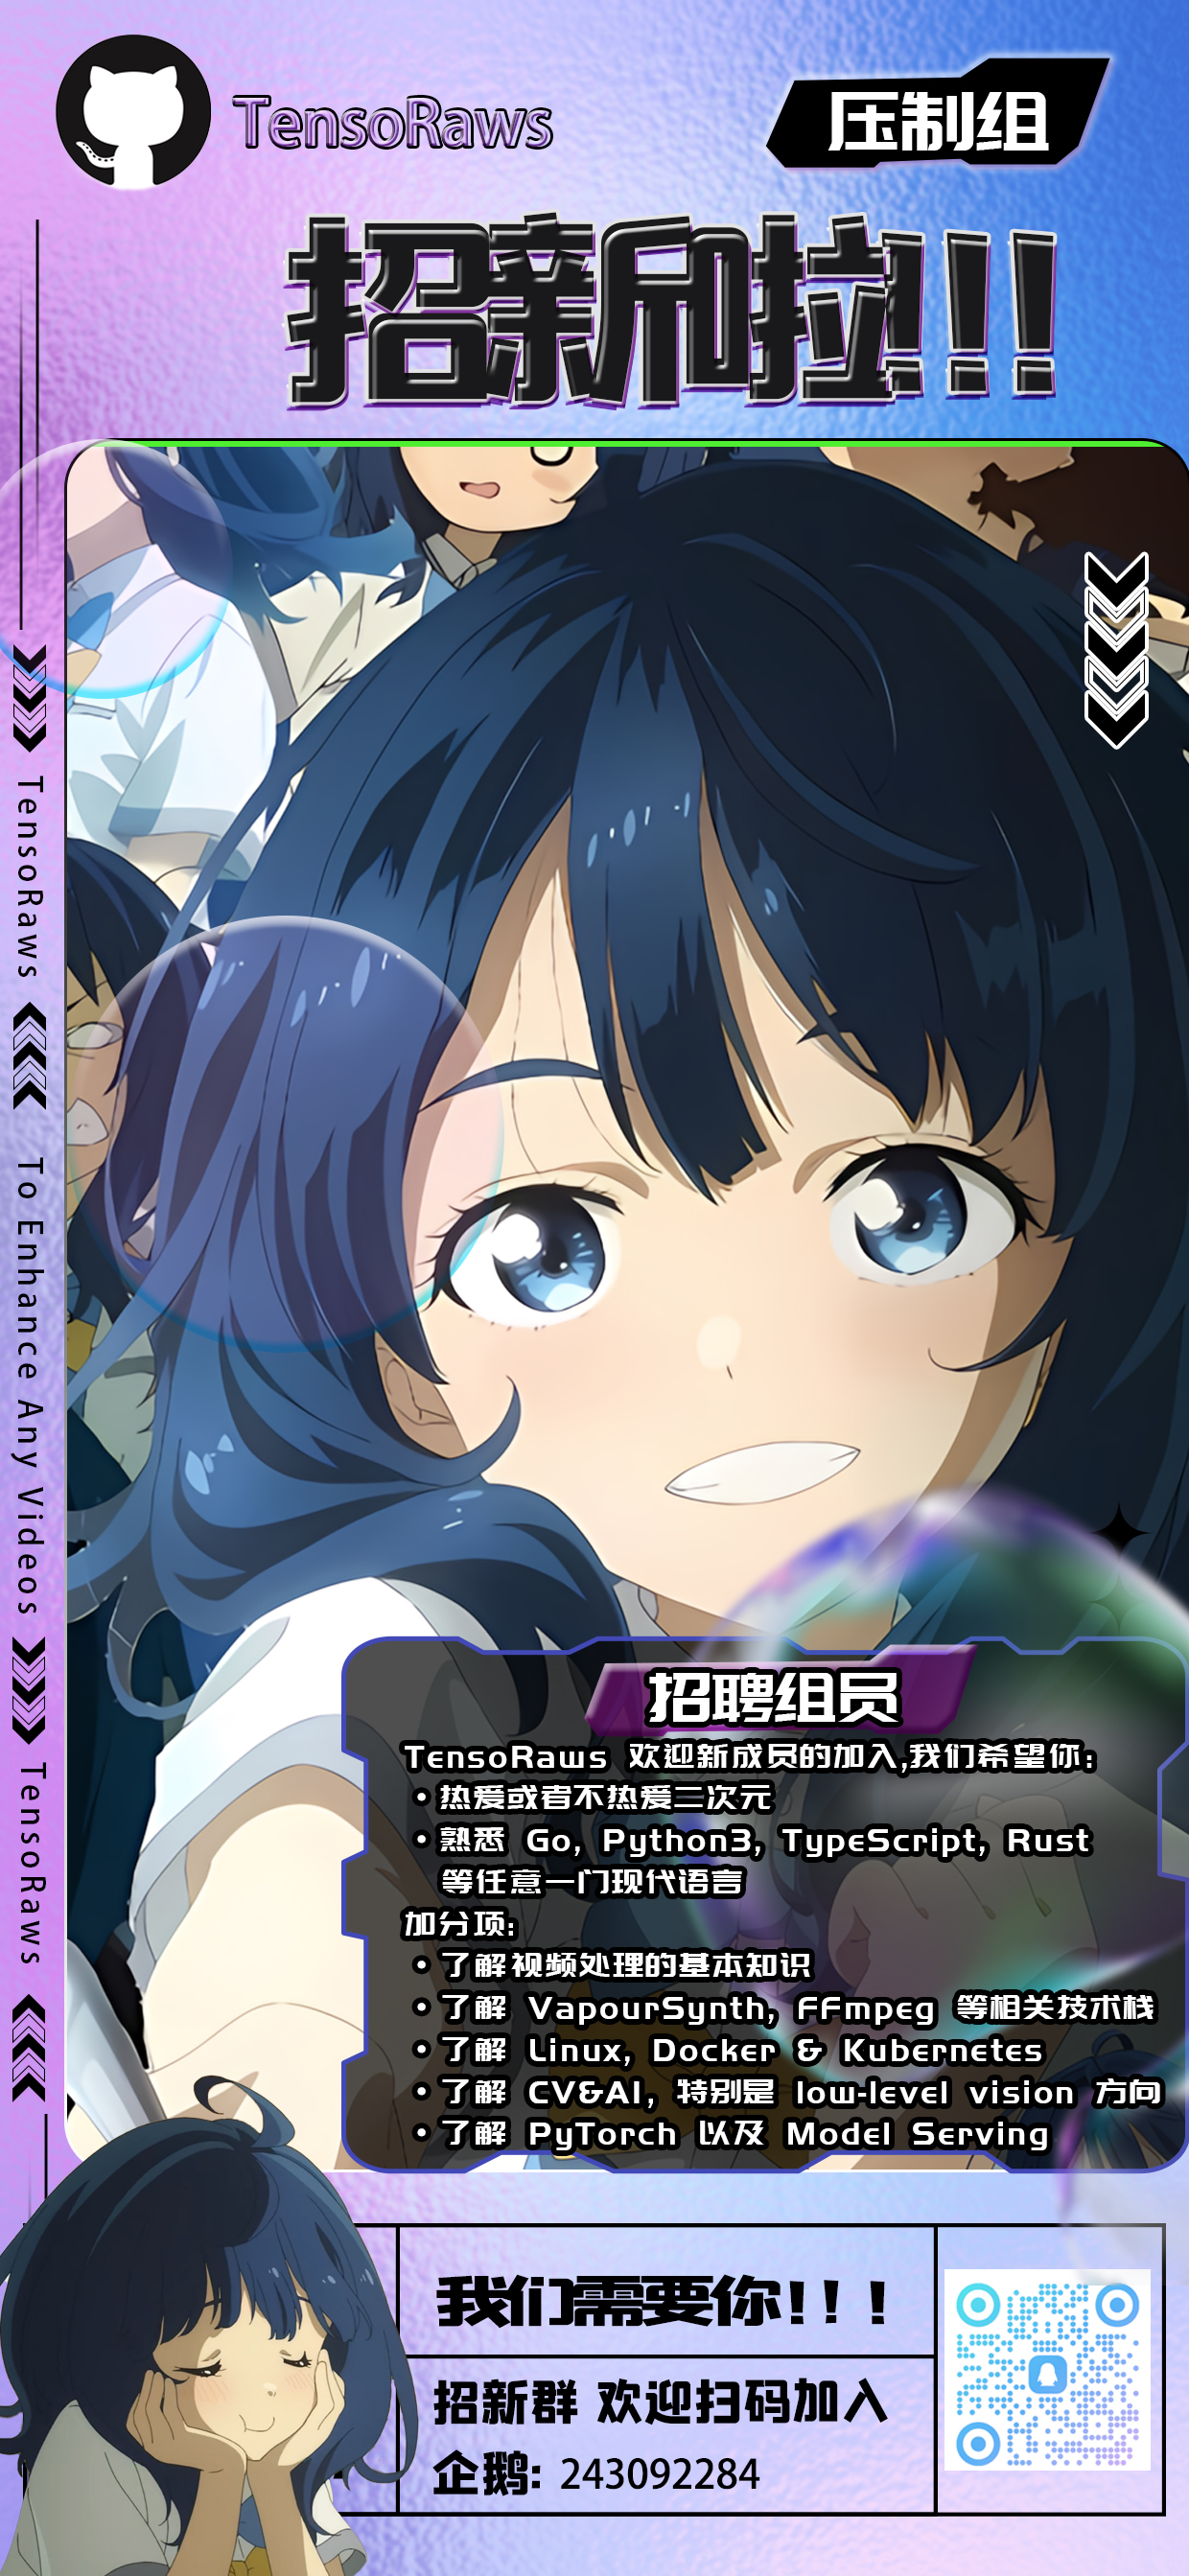 TensoRaws
压制组
招新啦!!!
TensoRaws
To Enhance Any Videos
TensoRaws
招聘组员
TensoRaws 欢迎新成员的加入,我们希望你:
•热爱或者不热爱二次元
•熟悉 Go, Python3, TypeScript, Rust
等任意一门现代语言
加分项:
•了解视频处理的基本知识
•了解 VapourSynth, FFmpeg 等相关技术栈
•了解 Linux, Docker & Kubernetes
•了解 CV&AI, 特别是 low-level vision 方向
•了解 PyTorch 以及 Model Serving
我们需要你!!!
招新群 欢迎扫码加入
企鹅: 243092284